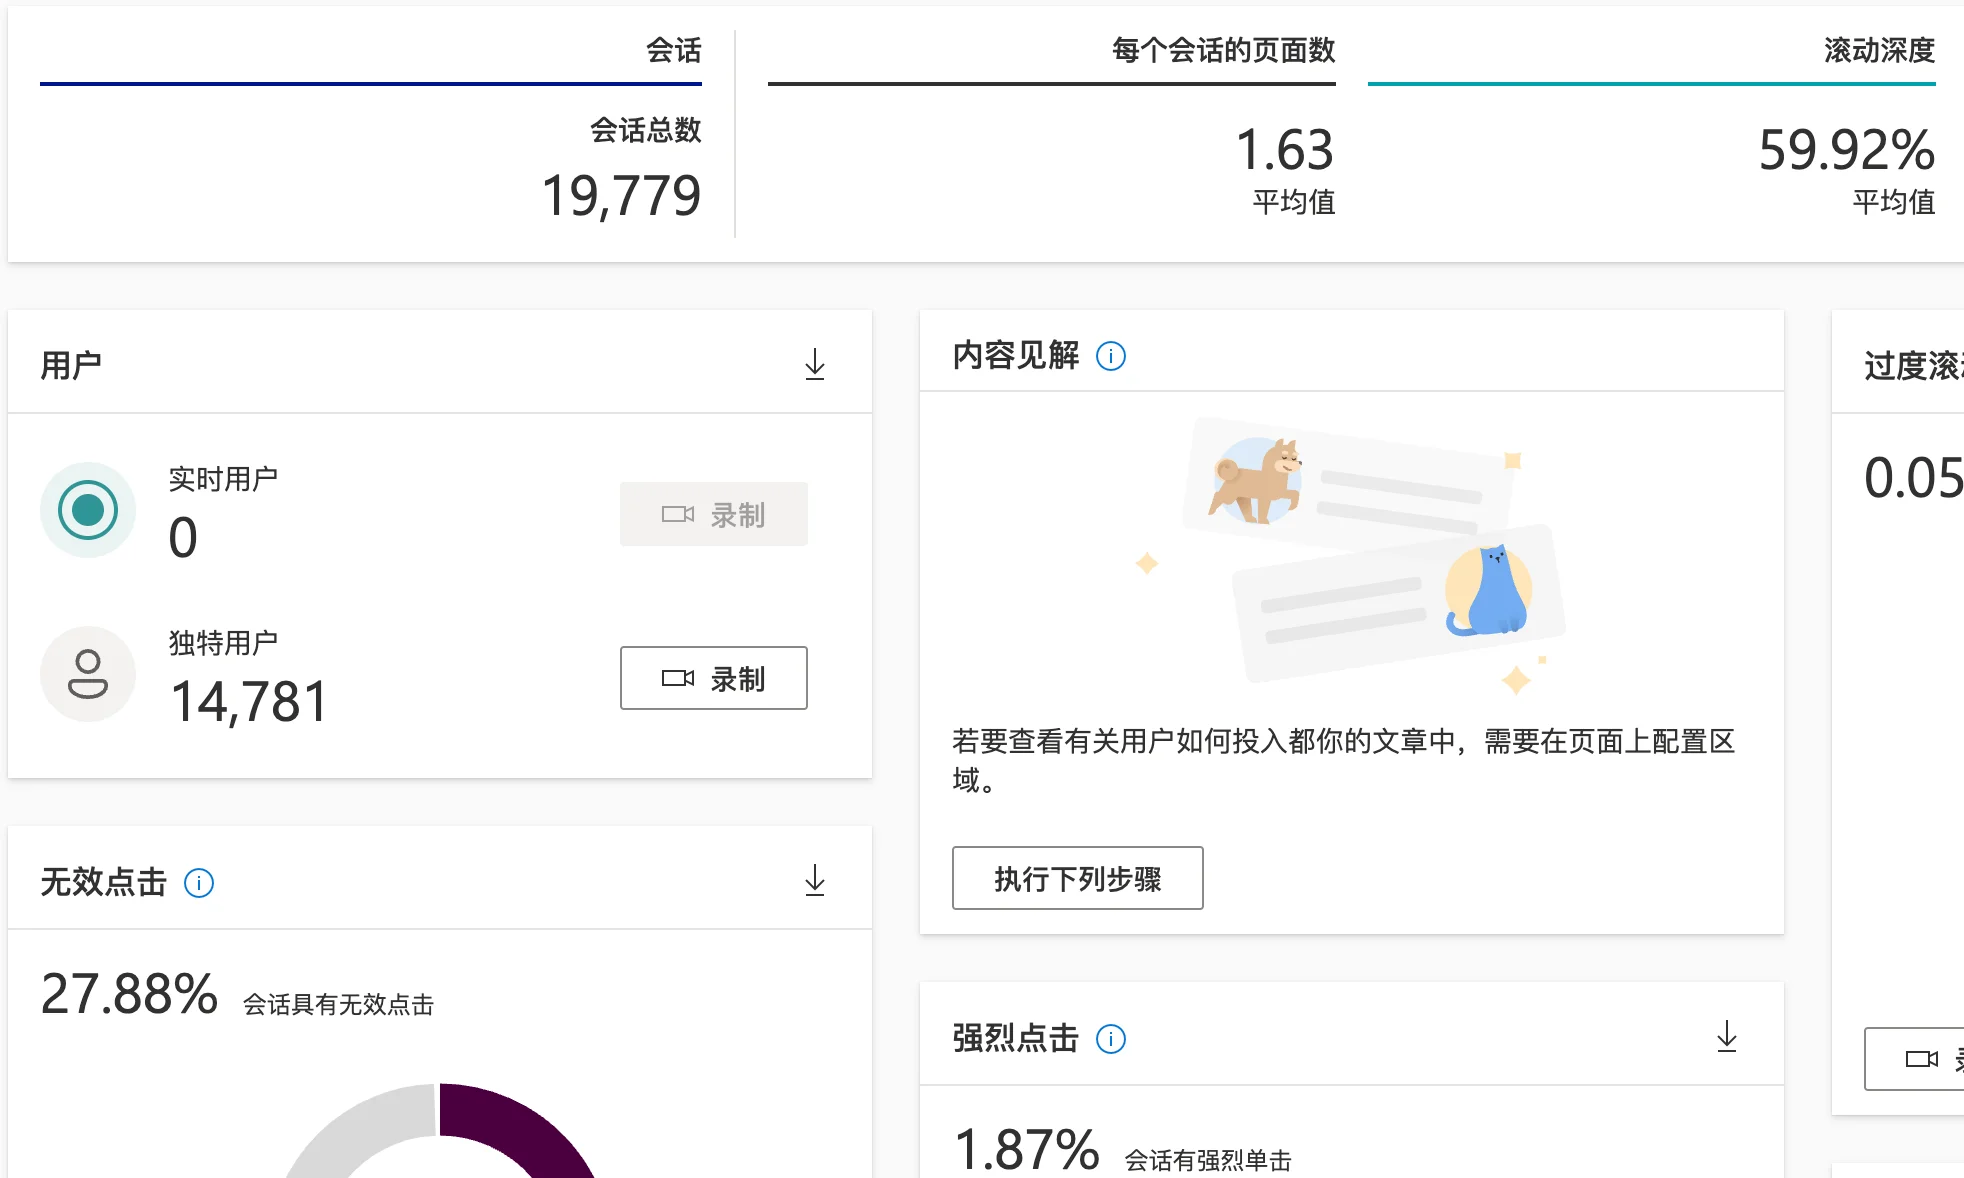 会话
会话总数
19,779
每个会话的页面数
1.63
平均值
滚动深度
59.92%
平均值
用户
实时用户
0
录制
独特用户
14,781
录制
无效点击
27.88% 会话具有无效点击
内容见解
若要查看有关用户如何投入都你的文章中，需要在页面上配置区
域。
执行下列步骤
强烈点击
1.87% 会话有强烈单击
过度滚
0.05